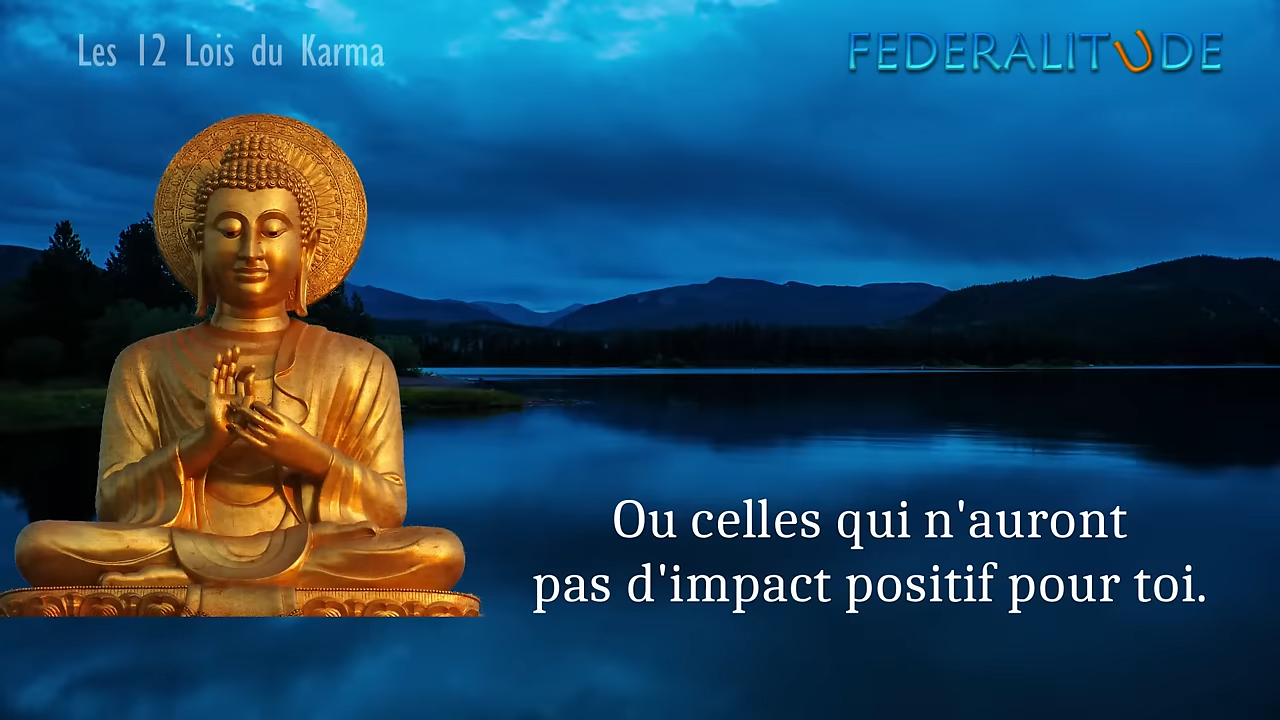 Les 12 Lois du Karma
FEDERALITUDE
Ou celles qui n'auront
pas d'impact positif pour toi.